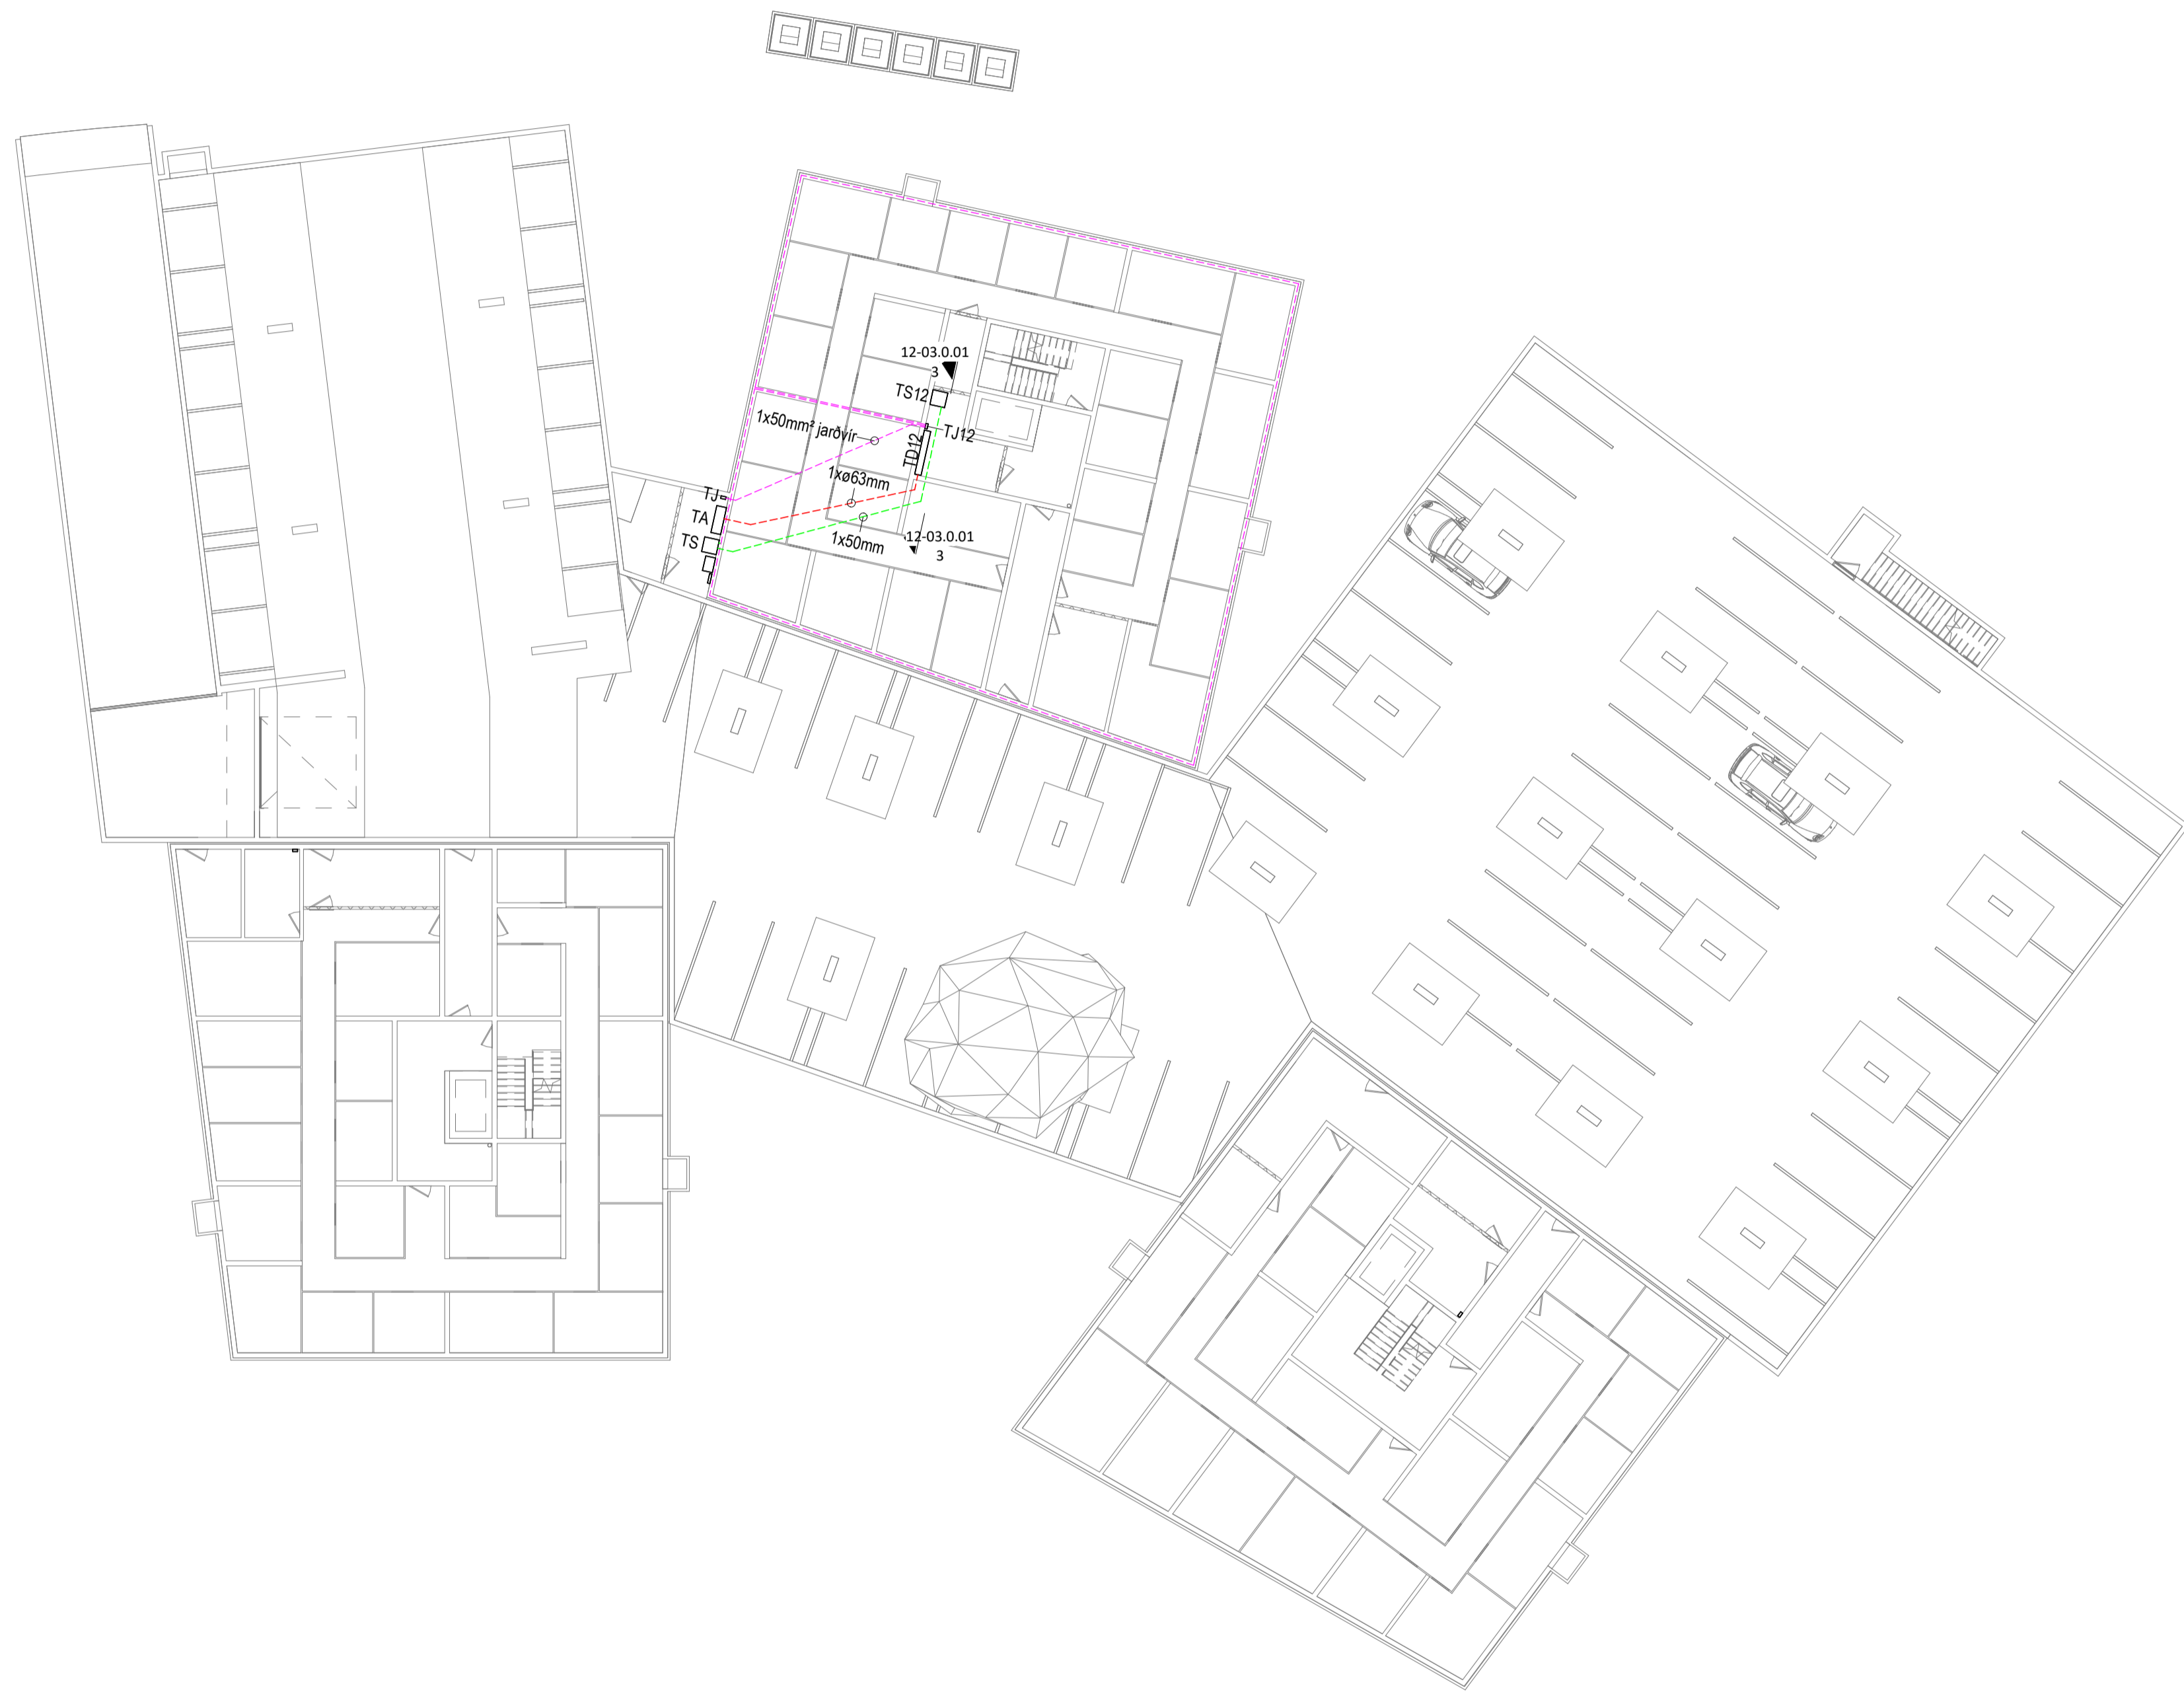 12-03.0.01
3
TS12
1x50mm² jarðvír
TJ12
TD12
1xø63mm
TJ
TA
TS
1x50mm
12-03.0.01
3